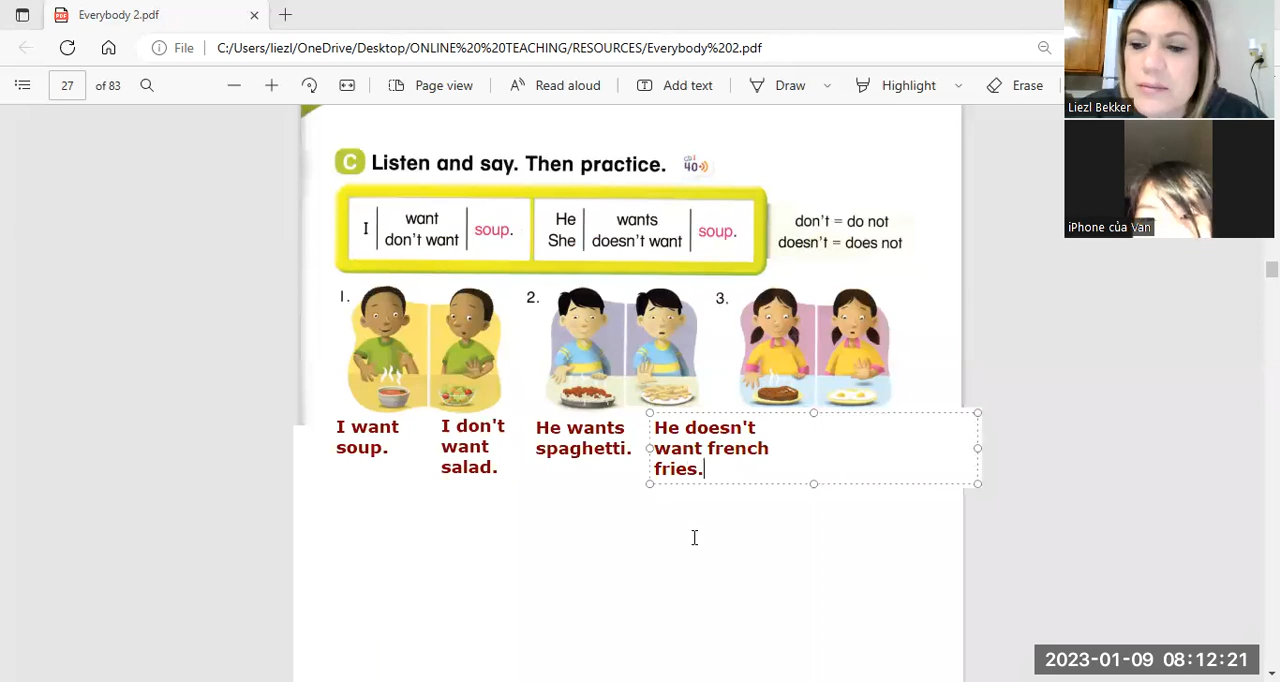 Everybody 2.pdf
File
C:/Users/liezl/OneDrive/Desktop/ONLINE%20%20TEACHING/RESOURCES/Everybody%202.pdf
27 of 83
Page view
Read aloud
Add text
Draw
Highlight
Erase
Liezl Bekker
iPhone của Van
C Listen and say. Then practice.
CD1
40
I want don't want soup.
He She wants doesn't want soup.
don't = do not
doesn't = does not
1.
2.
3.
I want
soup.
I don't
want
salad.
He wants
spaghetti.
He doesn't
want french
fries.
2023-01-09 08:12:21